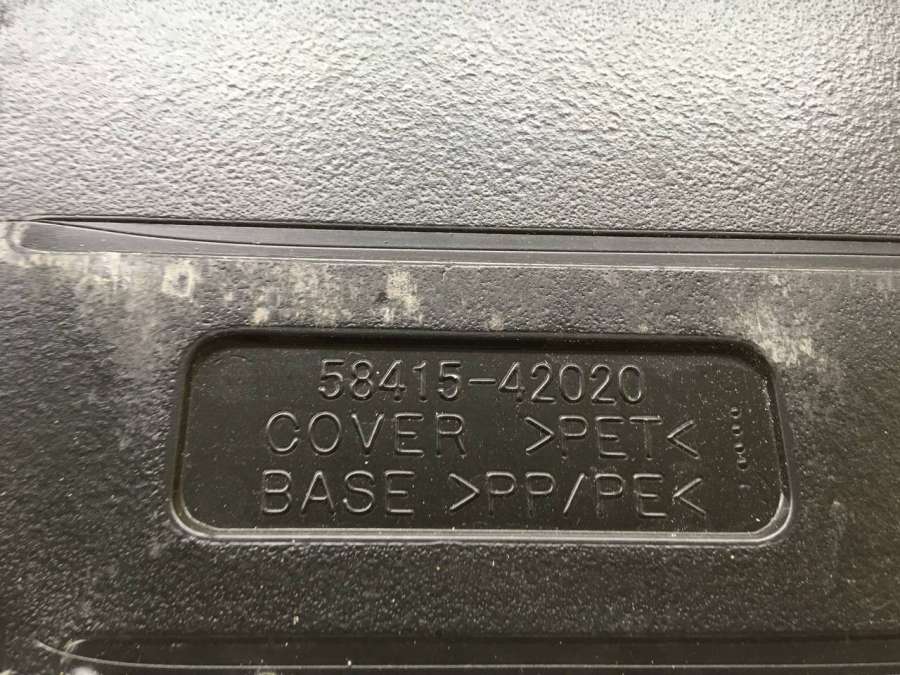 58415-42020
COVER >PET<
BASE >PP/PE<